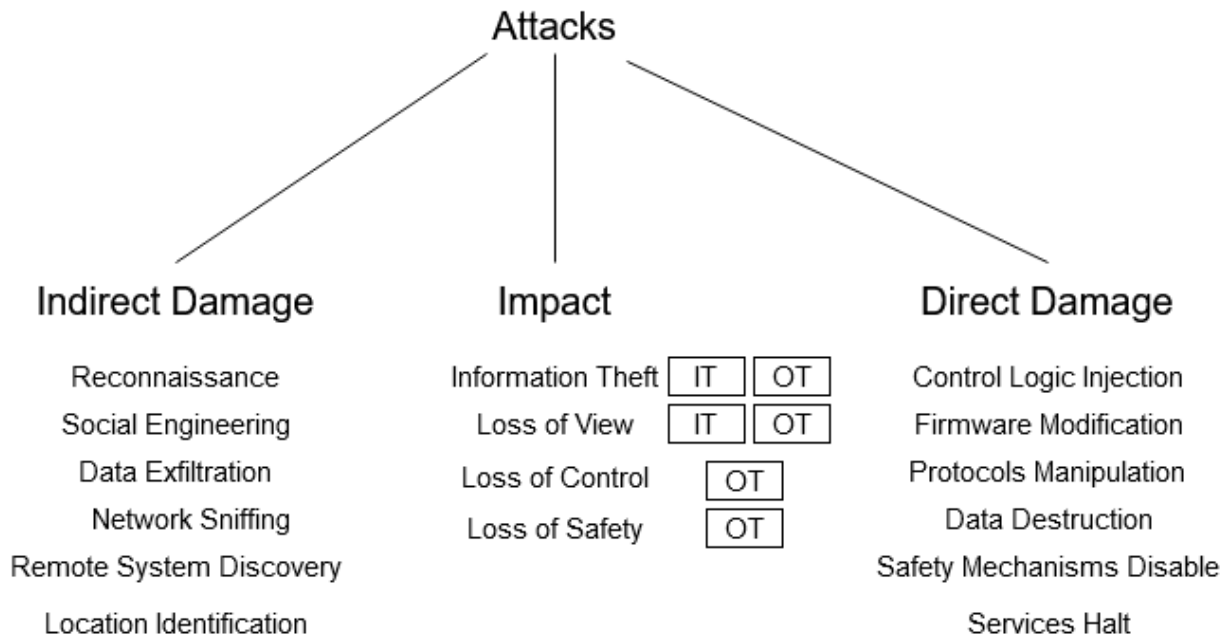 Attacks
Indirect Damage
Reconnaissance
Social Engineering
Data Exfiltration
Network Sniffing
Remote System Discovery
Location Identification
Impact
Information Theft IT OT
Loss of View IT OT
Loss of Control OT
Loss of Safety OT
Direct Damage
Control Logic Injection
Firmware Modification
Protocols Manipulation
Data Destruction
Safety Mechanisms Disable
Services Halt